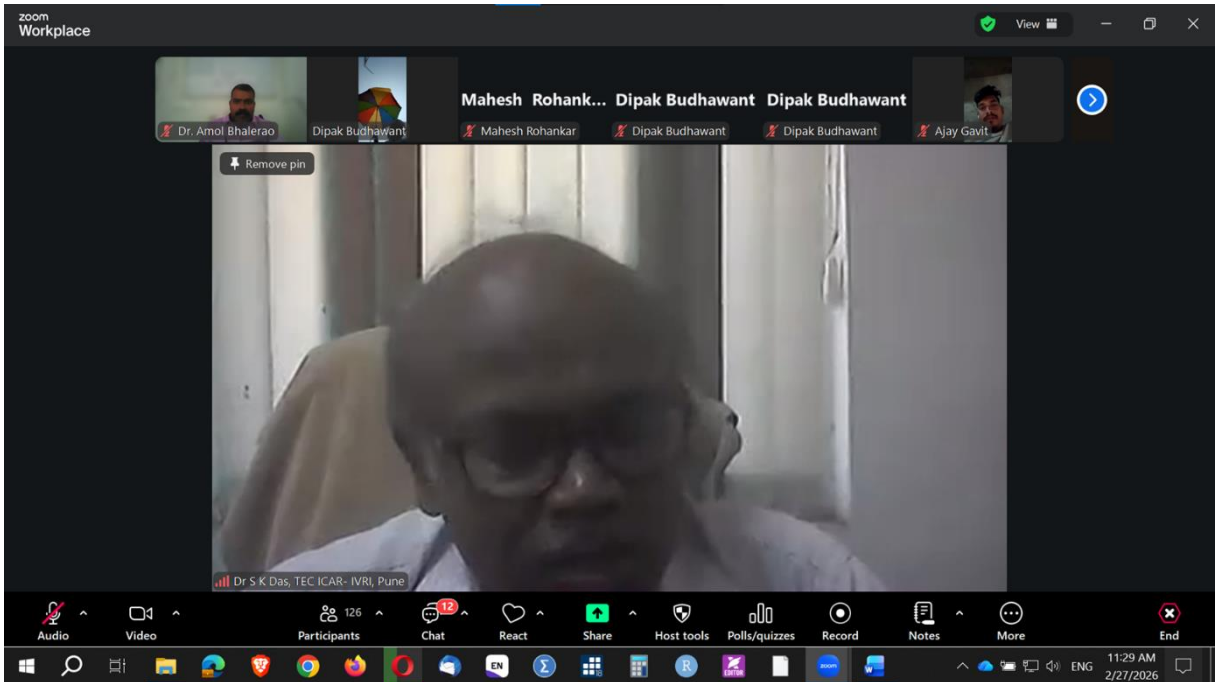 zoom
Workplace
View
Mahesh Rohank... Dipak Budhawant Dipak Budhawant
Dr. Amol Bhalerao Dipak Budhawant Mahesh Rohankar Dipak Budhawant Dipak Budhawant Ajay Gavit
Remove pin
Dr S K Das, TEC ICAR- IVRI, Pune
126 12
Audio Video Participants Chat React Share Host tools Polls/quizzes Record Notes More End
EN R EDITOR zoom W ENG 11:29 AM
2/27/2026